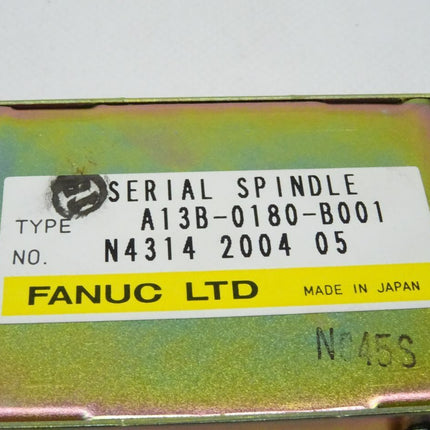 SERIAL SPINDLE
TYPE A13B-0180-B001
NO. N4314 2004 05
FANUC LTD MADE IN JAPAN